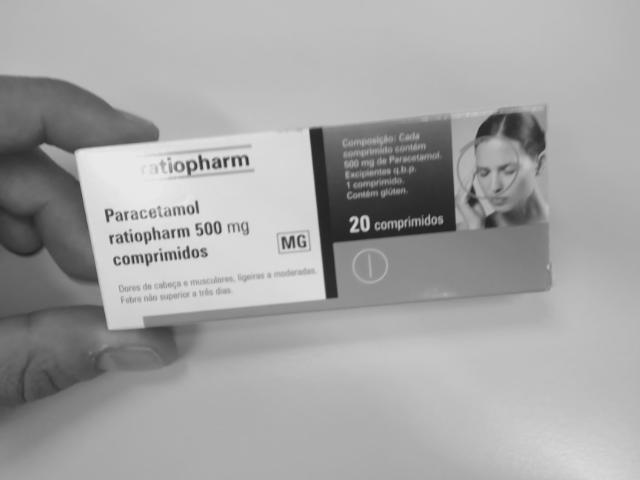 ratiopharm
Paracetamol
ratiopharm 500 mg
comprimidos
MG
Dores de cabeça e musculares, ligeiras a moderadas.
Febre não superior a três dias.
Composição: Cada
comprimido contém
500 mg de Paracetamol.
Excipientes q.b.p.
1 comprimido.
Contém glúten.
20 comprimidos